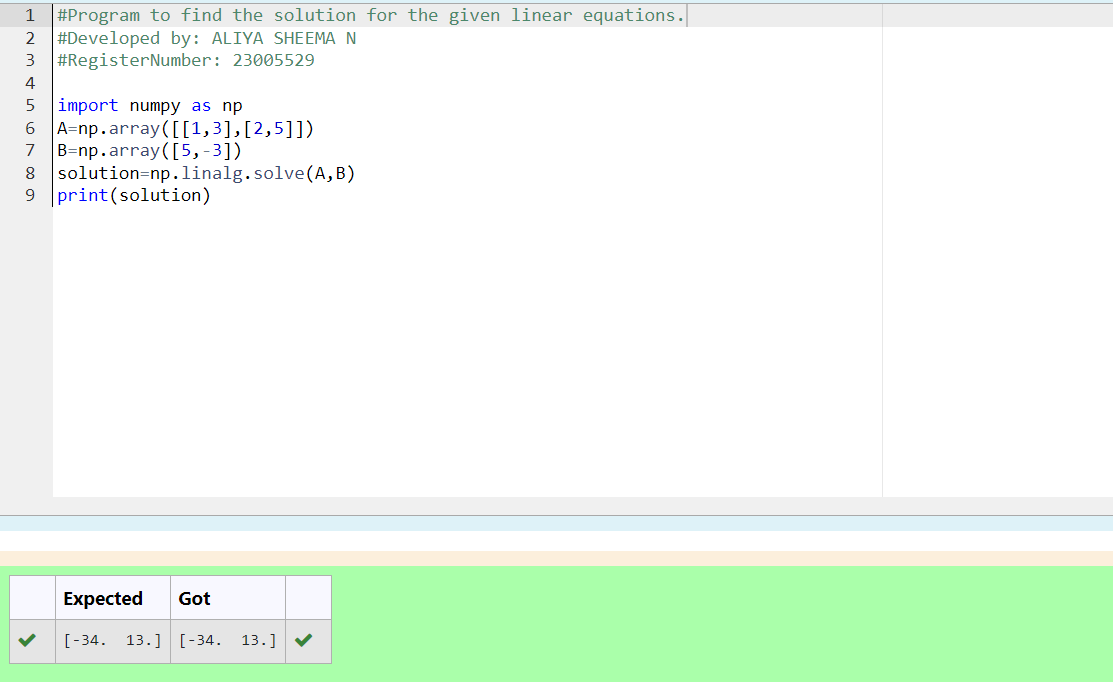 1 #Program to find the solution for the given linear equations.
2 #Developed by: ALIYA SHEEMA N
3 #RegisterNumber: 23005529
4
5 import numpy as np
6 A=np.array([[1,3],[2,5]])
7 B=np.array([5,-3])
8 solution=np.linalg.solve(A,B)
9 print(solution)
Expected Got
[-34.  13.] [-34.  13.]